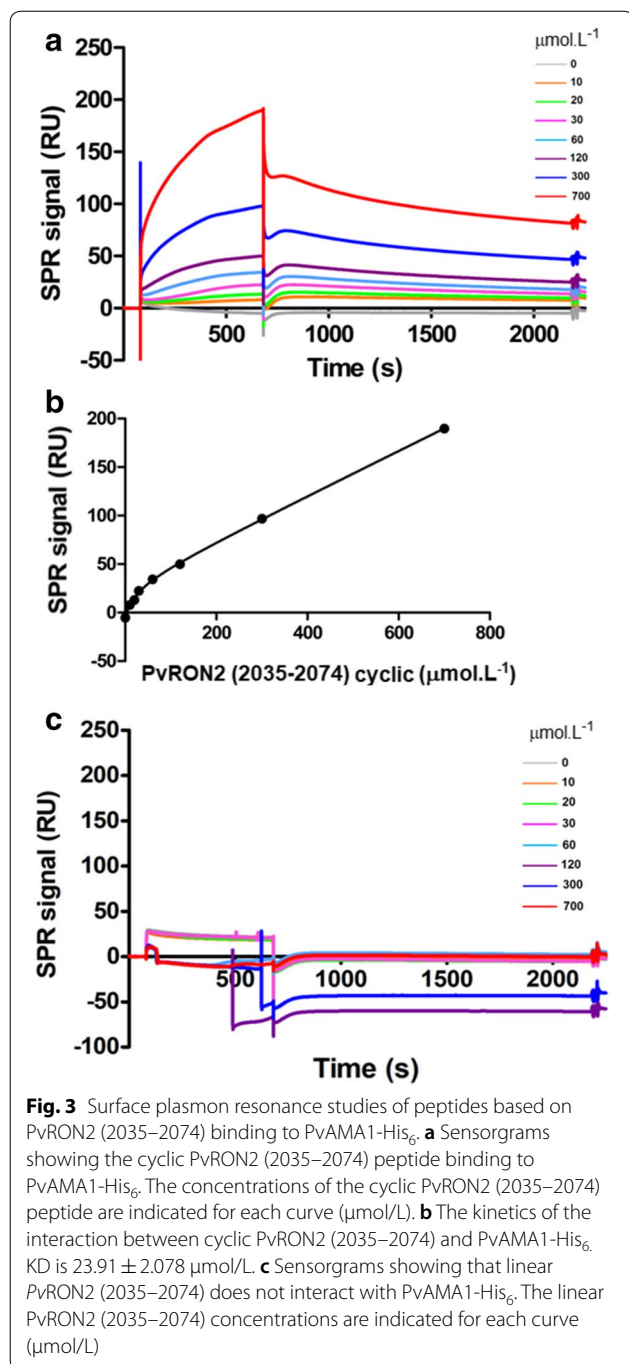 a
μmol.L-1
0
10
20
30
60
120
300
700
250
200
150
100
50
0
-50
500 1000 1500 2000
SPR signal (RU)
Time (s)
b
200
150
100
50
0
-50
200 400 600 800
SPR signal (RU)
PvRON2 (2035-2074) cyclic (μmol.L-1)
c
μmol.L-1
0
10
20
30
60
120
300
700
250
200
150
100
50
0
-50
-100
500 1000 1500 2000
SPR signal (RU)
Time (s)
Fig. 3 Surface plasmon resonance studies of peptides based on
PvRON2 (2035–2074) binding to PvAMA1-His6. a Sensorgrams
showing the cyclic PvRON2 (2035–2074) peptide binding to
PvAMA1-His6. The concentrations of the cyclic PvRON2 (2035–2074)
peptide are indicated for each curve (μmol/L). b The kinetics of the
interaction between cyclic PvRON2 (2035–2074) and PvAMA1-His6.
KD is 23.91 ± 2.078 μmol/L. c Sensorgrams showing that linear
PvRON2 (2035–2074) does not interact with PvAMA1-His6. The linear
PvRON2 (2035–2074) concentrations are indicated for each curve
(μmol/L)